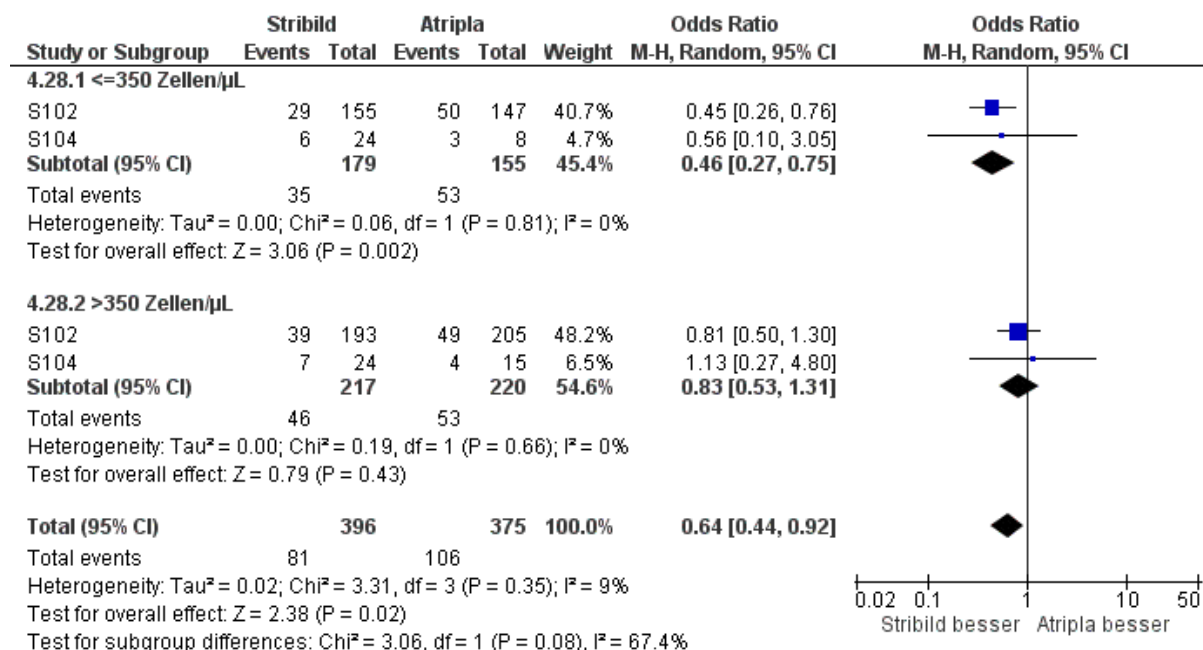 Stribild Atripla Odds Ratio Odds Ratio
Study or Subgroup Events Total Events Total Weight M-H, Random, 95% CI M-H, Random, 95% CI
4.28.1 <=350 Zellen/µL
S102 29 155 50 147 40.7% 0.45 [0.26, 0.76]
S104 6 24 3 8 4.7% 0.56 [0.10, 3.05]
Subtotal (95% CI) 179 155 45.4% 0.46 [0.27, 0.75]
Total events 35 53
Heterogeneity: Tau² = 0.00; Chi² = 0.06, df = 1 (P = 0.81); I² = 0%
Test for overall effect: Z = 3.06 (P = 0.002)
4.28.2 >350 Zellen/µL
S102 39 193 49 205 48.2% 0.81 [0.50, 1.30]
S104 7 24 4 15 6.5% 1.13 [0.27, 4.80]
Subtotal (95% CI) 217 220 54.6% 0.83 [0.53, 1.31]
Total events 46 53
Heterogeneity: Tau² = 0.00; Chi² = 0.19, df = 1 (P = 0.66); I² = 0%
Test for overall effect: Z = 0.79 (P = 0.43)
Total (95% CI) 396 375 100.0% 0.64 [0.44, 0.92]
Total events 81 106
Heterogeneity: Tau² = 0.02; Chi² = 3.31, df = 3 (P = 0.35); I² = 9%
Test for overall effect: Z = 2.38 (P = 0.02)
Test for subgroup differences: Chi² = 3.06, df = 1 (P = 0.08), I² = 67.4%
0.02 0.1 1 10 50
Stribild besser Atripla besser